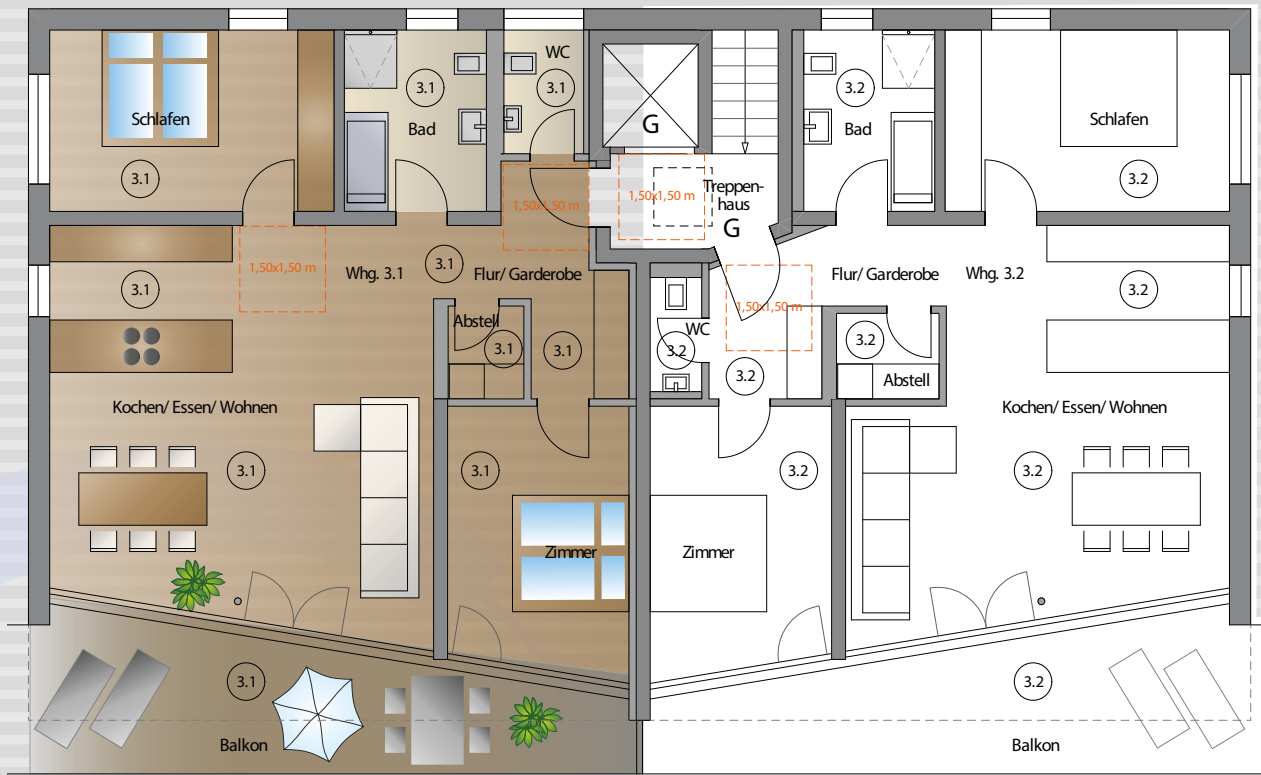 WC
3.1
3.1
Bad
Schlafen
3.1
G
3.2
Bad
Schlafen
3.2
1,50x1,50 m
1,50x1,50 m
Treppen-
haus
G
3.1
1,50x1,50 m
Whg. 3.1
3.1
Flur/ Garderobe
Flur/ Garderobe
Whg. 3.2
3.2
1,50x1,50 m
Abstell
3.1
3.1
WC
3.2
3.2
3.2
Abstell
Kochen/ Essen/ Wohnen
Kochen/ Essen/ Wohnen
3.1
3.1
3.2
3.2
Zimmer
Zimmer
3.1
3.2
Balkon
Balkon